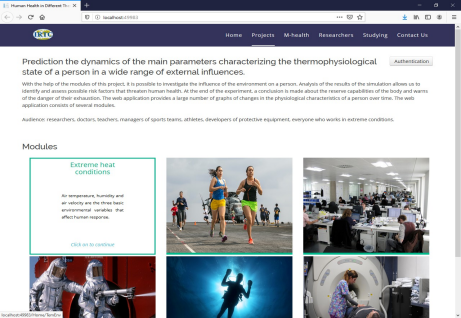 Human Health in Different Th
localhost:49983
IRTC
Home Projects M-health Researchers Studying Contact Us
Prediction the dynamics of the main parameters characterizing the thermophysiological
state of a person in a wide range of external influences.
Authentication
With the help of the modules of this project, it is possible to investigate the influence of the environment on a person. Analysis of the results of the simulation allows us to
identify and assess possible risk factors that threaten human health. At the end of the experiment, a conclusion is made about the reserve capabilities of the body and warns
of the danger of their exhaustion. The web application provides a large number of graphs of changes in the physiological characteristics of a person over time. The web
application consists of several modules.
Audience: researchers, doctors, teachers, managers of sports teams, athletes, developers of protective equipment, everyone who works in extreme conditions.
Modules
Extreme heat
conditions
Air temperature, humidity and
air velocity are the three basic
environmental variables that
affect human response.
Click on to continue